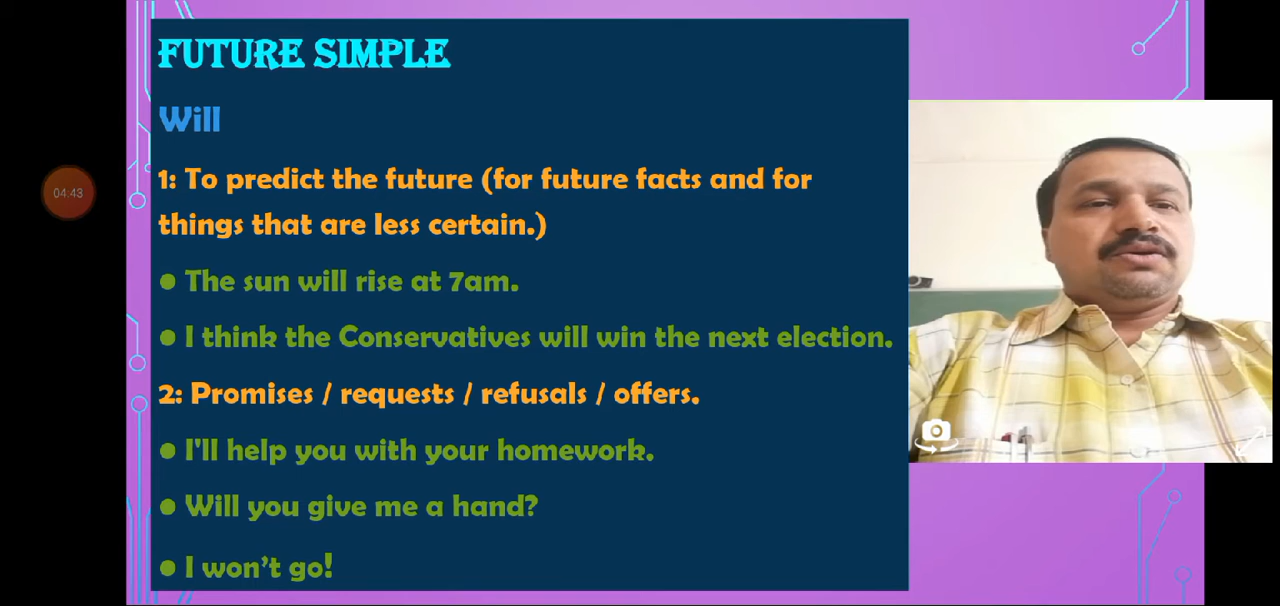 FUTURE SIMPLE
Will
1: To predict the future (for future facts and for
things that are less certain.)
● The sun will rise at 7am.
● I think the Conservatives will win the next election.
2: Promises / requests / refusals / offers.
● I'll help you with your homework.
● Will you give me a hand?
● I won’t go!
04:43